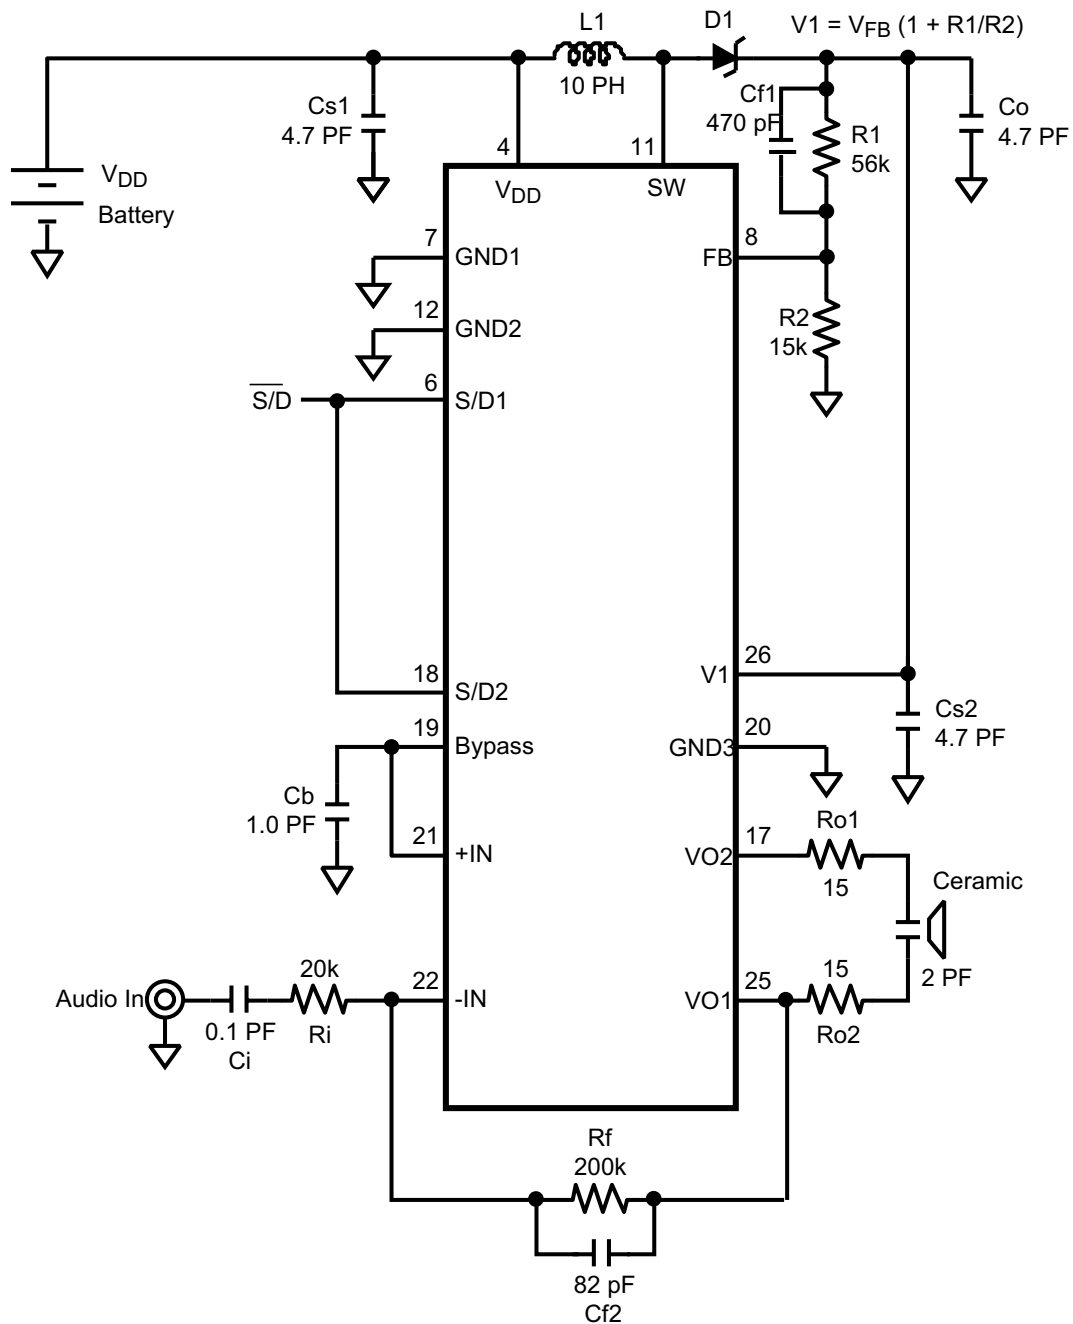 L1
D1
V1 = VFB (1 + R1/R2)
10 PH
Cs1
4.7 PF
Cf1
470 pF
R1
56k
Co
4.7 PF
4
11
VDD
Battery
VDD
SW
7
GND1
8
FB
12
GND2
R2
15k
6
S/D
S/D1
26
V1
18
S/D2
Cs2
4.7 PF
19
Bypass
20
GND3
Cb
1.0 PF
21
+IN
17
VO2
Ro1
15
Ceramic
2 PF
20k
Audio In
22
-IN
25
VO1
15
Ro2
0.1 PF
Ci
Ri
Rf
200k
82 pF
Cf2